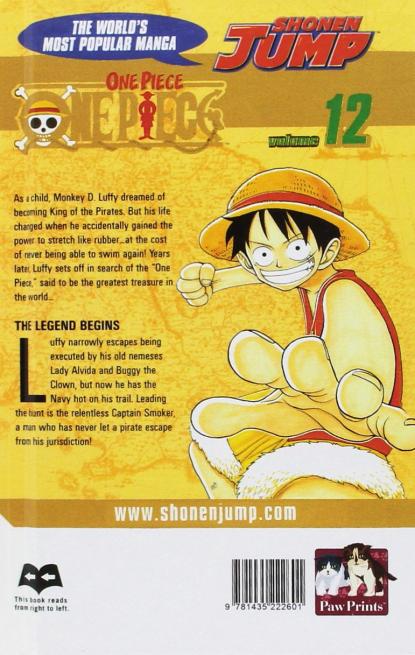 THE WORLD'S
MOST POPULAR MANGA
SHONEN
JUMP
ONE PIECE
ONE PIECE
volume 12
As a child, Monkey D. Luffy dreamed of
becoming King of the Pirates. But his life
changed when he accidentally gained the
power to stretch like rubber...at the cost
of never being able to swim again! Years
later, Luffy sets off in search of the "One
Piece," said to be the greatest treasure in
the world...
THE LEGEND BEGINS
Luffy narrowly escapes being
executed by his old nemeses
Lady Alvida and Buggy the
Clown, but now he has the
Navy hot on his trail. Leading
the hunt is the relentless Captain Smoker,
a man who has never let a pirate escape
from his jurisdiction!
www.shonenjump.com
This book reads
from right to left.
9 781435 222601
Paw Prints